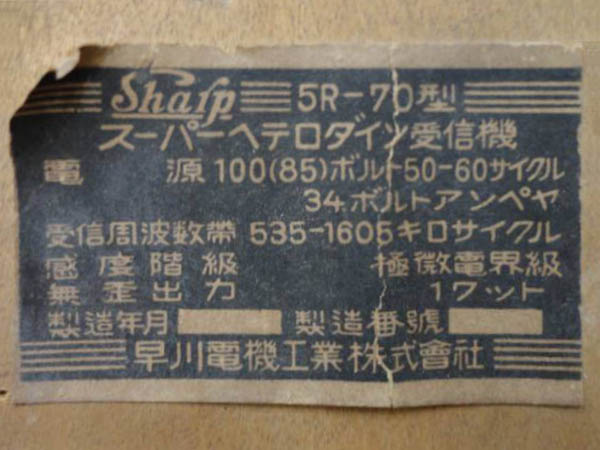 Sharp 5R-70型
スーパーヘテロダイン受信機
電源 100(85)ボルト50-60サイクル
34.ボルトアンペヤ
受信周波数帯 535-1605キロサイクル
感度階級 極微電界級
無歪出力 1ワット
製造年月 製造番號
早川電機工業株式會社